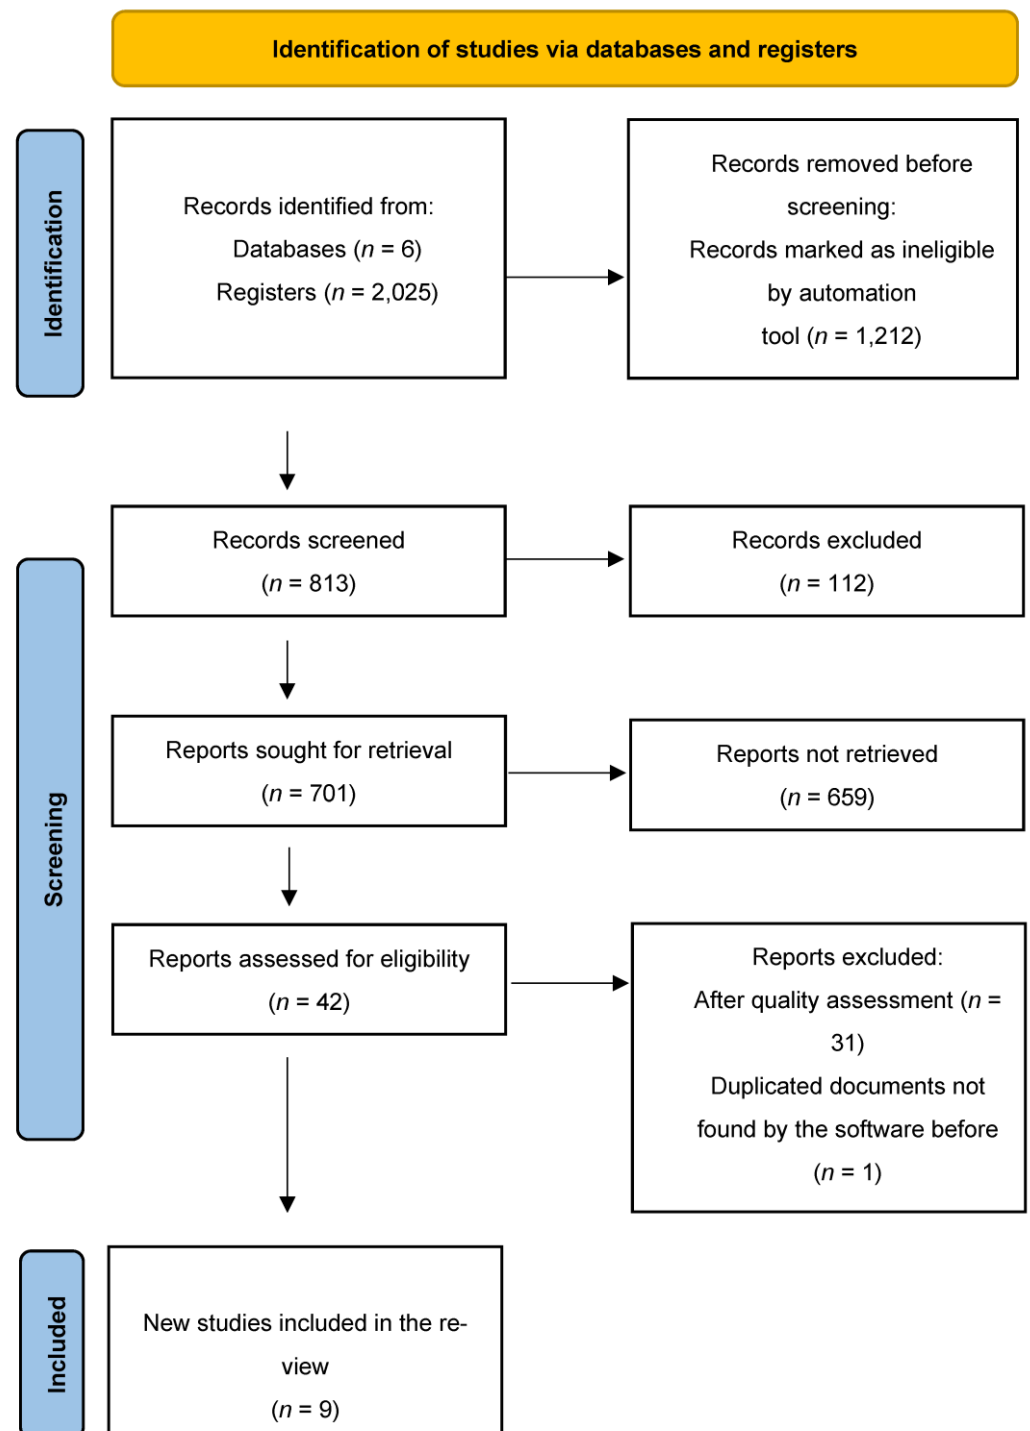 Identification of studies via databases and registers
Identification
Records identified from:
Databases (n = 6)
Registers (n = 2,025)
Records removed before
screening:
Records marked as ineligible
by automation
tool (n = 1,212)
Screening
Records screened
(n = 813)
Records excluded
(n = 112)
Reports sought for retrieval
(n = 701)
Reports not retrieved
(n = 659)
Reports assessed for eligibility
(n = 42)
Reports excluded:
After quality assessment (n =
31)
Duplicated documents not
found by the software before
(n = 1)
Included
New studies included in the re-
view
(n = 9)